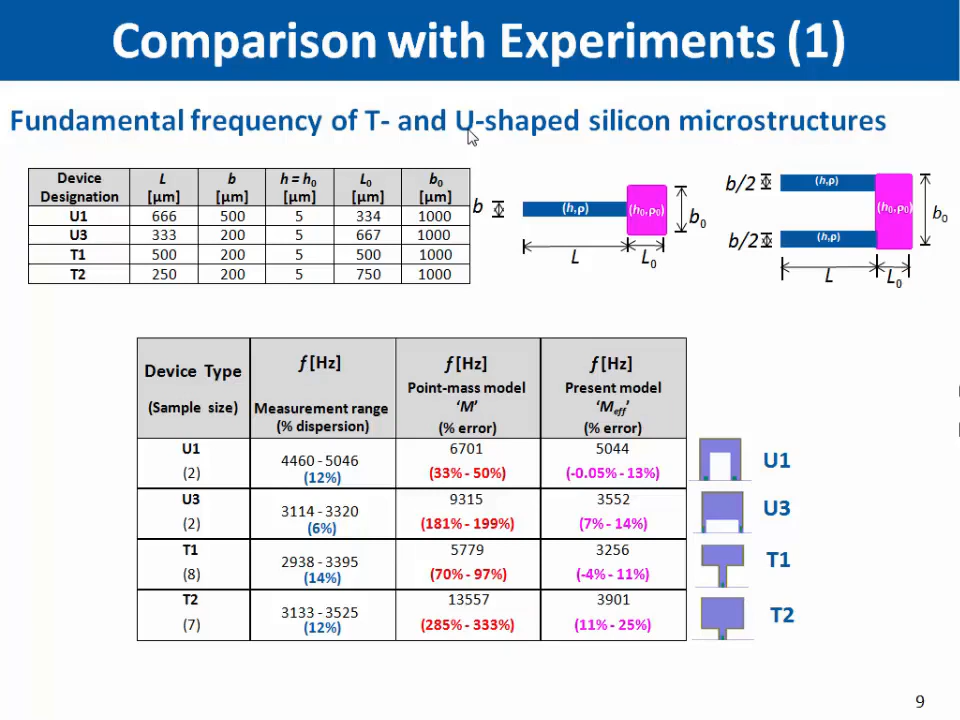 Comparison with Experiments (1)
Fundamental frequency of T- and U-shaped silicon microstructures
Device Designation L [µm] b [µm] h = h₀ [µm] L₀ [µm] b₀ [µm]
U1 666 500 5 334 1000
U3 333 200 5 667 1000
T1 500 200 5 500 1000
T2 250 200 5 750 1000
b (h,ρ) (h₀,ρ₀) b₀
L L₀
b/2 (h,ρ)
(h₀,ρ₀) b₀
b/2 (h,ρ)
L L₀
Device Type f [Hz] f [Hz] f [Hz]
(Sample size) Measurement range Point-mass model Present model
(% dispersion) 'M' 'Meff'
(% error) (% error)
U1 4460 - 5046 6701 5044
(2) (12%) (33% - 50%) (-0.05% - 13%)
U3 3114 - 3320 9315 3552
(2) (6%) (181% - 199%) (7% - 14%)
T1 2938 - 3395 5779 3256
(8) (14%) (70% - 97%) (-4% - 11%)
T2 3133 - 3525 13557 3901
(7) (12%) (285% - 333%) (11% - 25%)
U1
U3
T1
T2
9